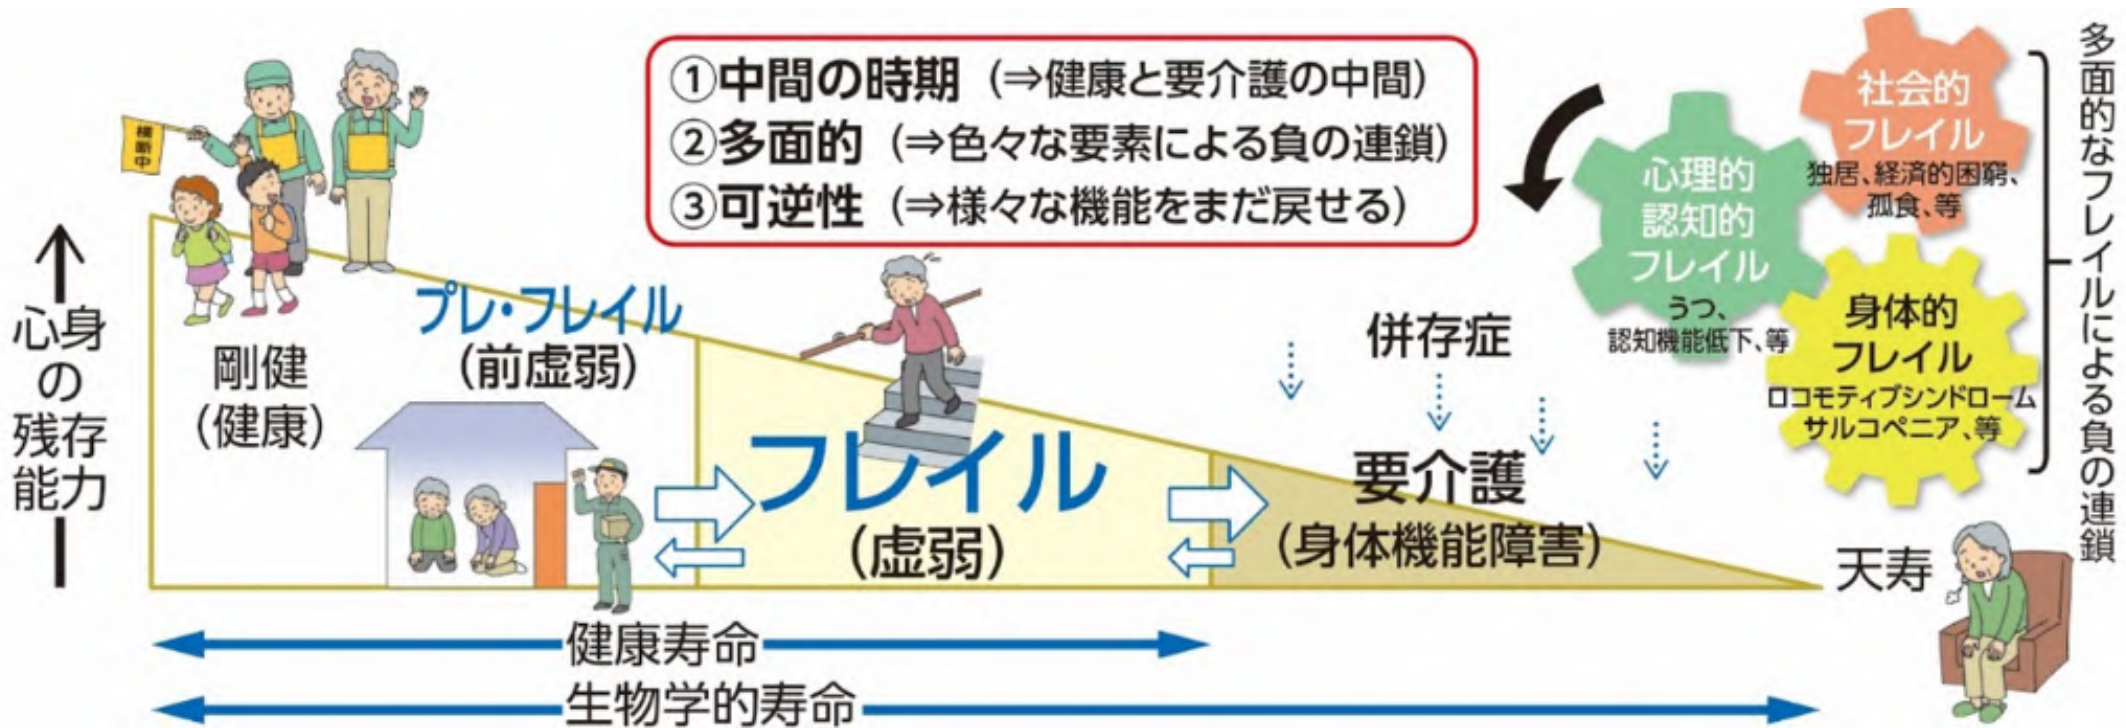 ①中間の時期（⇒健康と要介護の中間）
②多面的（⇒色々な要素による負の連鎖）
③可逆性（⇒様々な機能をまだ戻せる）
横断中
心身
の
残存
能力
剛健
（健康）
プレ・フレイル
（前虚弱）
フレイル
（虚弱）
併存症
要介護
（身体機能障害）
天寿
健康寿命
生物学的寿命
社会的
フレイル
独居、経済的困窮、
孤食、等
心理的
認知的
フレイル
うつ、
認知機能低下、等
身体的
フレイル
ロコモティブシンドローム
サルコペニア、等
多面的なフレイルによる負の連鎖